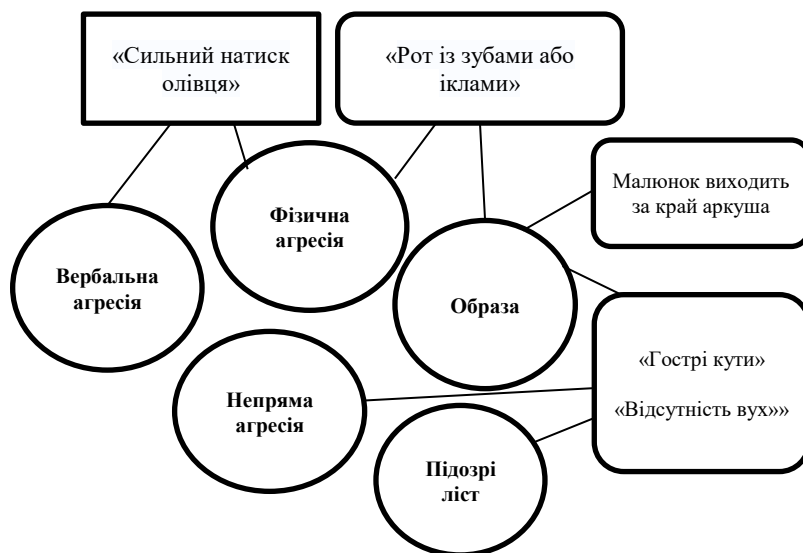 «Сильний натиск
олівця»
«Рот із зубами або
іклами»
Малюнок виходить
за край аркуша
Фізична
агресія
Вербальна
агресія
Образа
«Гострі кути»
«Відсутність вух»»
Непряма
агресія
Підозрі
ліст